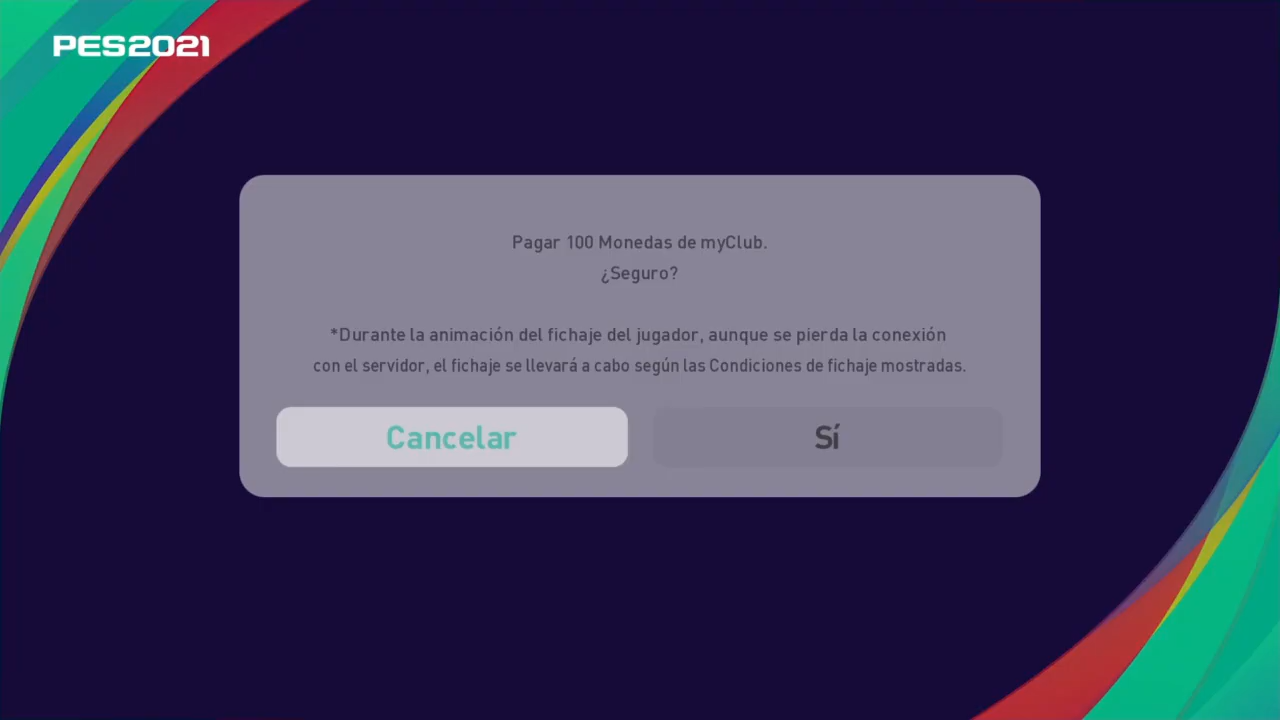 PES2021
Pagar 100 Monedas de myClub.
¿Seguro?
*Durante la animación del fichaje del jugador, aunque se pierda la conexión
con el servidor, el fichaje se llevará a cabo según las Condiciones de fichaje mostradas.
Cancelar Sí